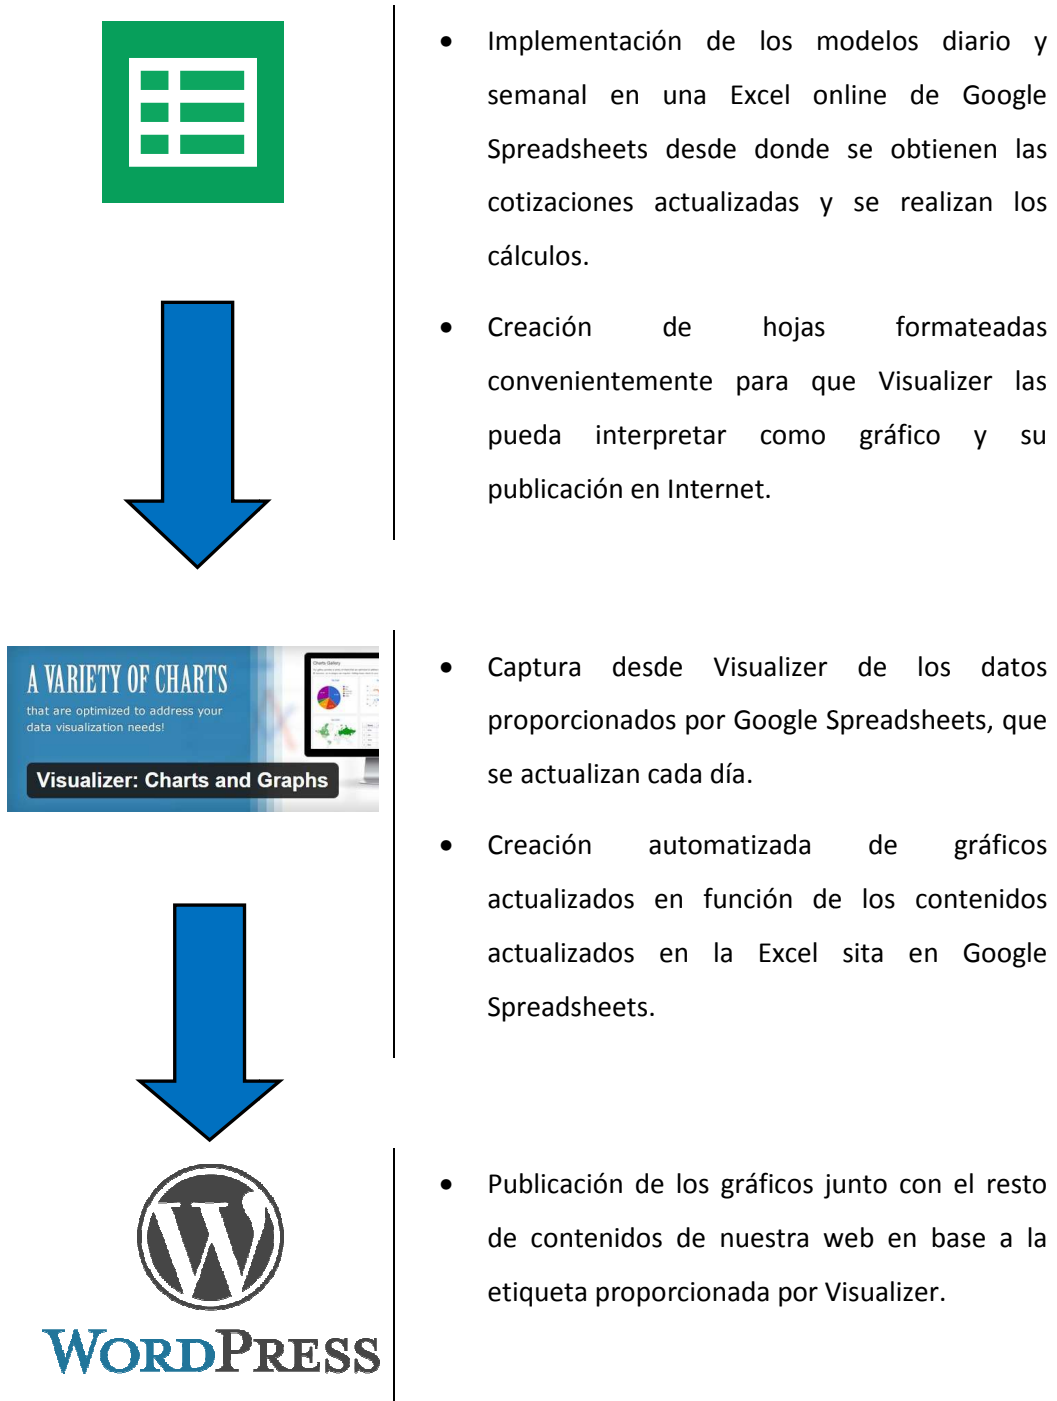 • Implementación de los modelos diario y
semanal en una Excel online de Google
Spreadsheets desde donde se obtienen las
cotizaciones actualizadas y se realizan los
cálculos.
• Creación de hojas formateadas
convenientemente para que Visualizer las
pueda interpretar como gráfico y su
publicación en Internet.
A VARIETY OF CHARTS
that are optimized to address your
data visualization needs!
Visualizer: Charts and Graphs
• Captura desde Visualizer de los datos
proporcionados por Google Spreadsheets, que
se actualizan cada día.
• Creación automatizada de gráficos
actualizados en función de los contenidos
actualizados en la Excel sita en Google
Spreadsheets.
WORDPRESS
• Publicación de los gráficos junto con el resto
de contenidos de nuestra web en base a la
etiqueta proporcionada por Visualizer.